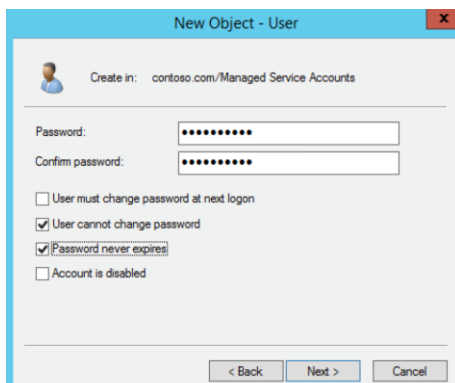 New Object - User
x
Create in: contoso.com/Managed Service Accounts
Password: ••••••••••
Confirm password: ••••••••••
User must change password at next logon
User cannot change password
Password never expires
Account is disabled
< Back Next > Cancel